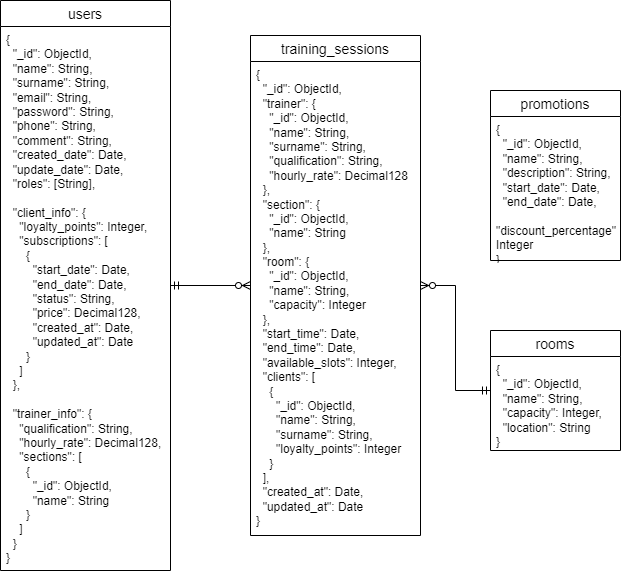 users
{
"_id": ObjectId,
"name": String,
"surname": String,
"email": String,
"password": String,
"phone": String,
"comment": String,
"created_date": Date,
"update_date": Date,
"roles": [String],
"client_info": {
"loyalty_points": Integer,
"subscriptions": [
{
"start_date": Date,
"end_date": Date,
"status": String,
"price": Decimal128,
"created_at": Date,
"updated_at": Date
}
]
},
"trainer_info": {
"qualification": String,
"hourly_rate": Decimal128,
"sections": [
{
"_id": ObjectId,
"name": String
}
]
}
}
training_sessions
{
"_id": ObjectId,
"trainer": {
"_id": ObjectId,
"name": String,
"surname": String,
"qualification": String,
"hourly_rate": Decimal128
},
"section": {
"_id": ObjectId,
"name": String
},
"room": {
"_id": ObjectId,
"name": String,
"capacity": Integer
},
"start_time": Date,
"end_time": Date,
"available_slots": Integer,
"clients": [
{
"_id": ObjectId,
"name": String,
"surname": String,
"loyalty_points": Integer
}
],
"created_at": Date,
"updated_at": Date
}
promotions
{
"_id": ObjectId,
"name": String,
"description": String,
"start_date": Date,
"end_date": Date,
"discount_percentage"
Integer
}
rooms
{
"_id": ObjectId,
"name": String,
"capacity": Integer,
"location": String
}